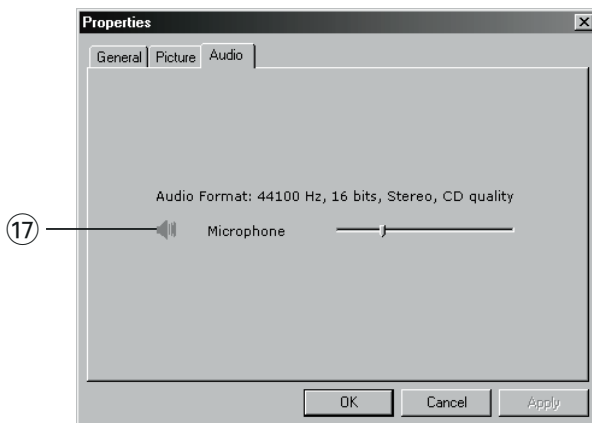 Properties
General Picture Audio
Audio Format: 44100 Hz, 16 bits, Stereo, CD quality
17 Microphone
OK Cancel Apply